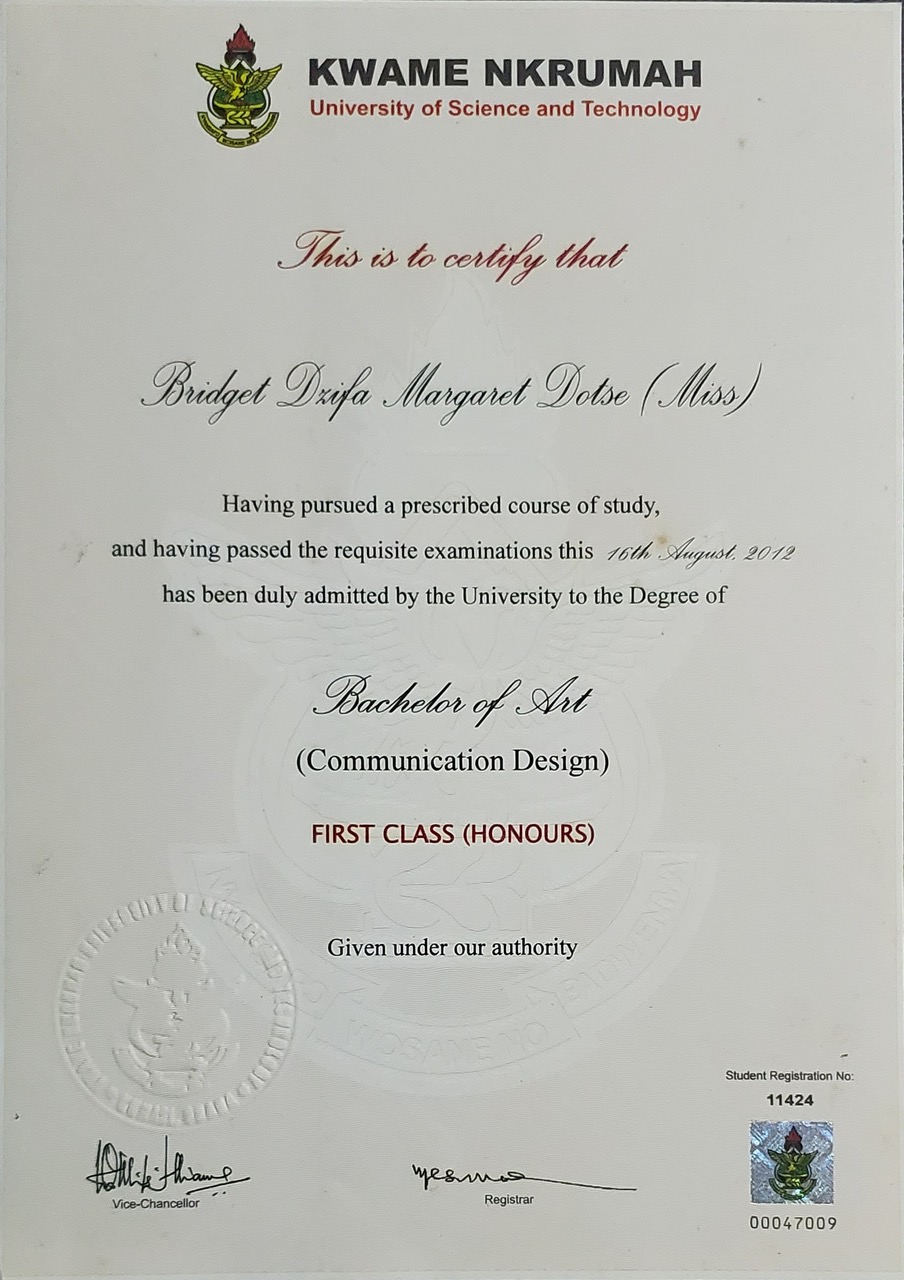 KWAME NKRUMAH
University of Science and Technology
This is to certify that
Bridget Dzifa Margaret Dotse (Miss)
Having pursued a prescribed course of study,
and having passed the requisite examinations this 16th August, 2012
has been duly admitted by the University to the Degree of
Bachelor of Art
(Communication Design)
FIRST CLASS (HONOURS)
Given under our authority
WOSANE MO
Student Registration No:
11424
Vice-Chancellor
Registrar
00047009